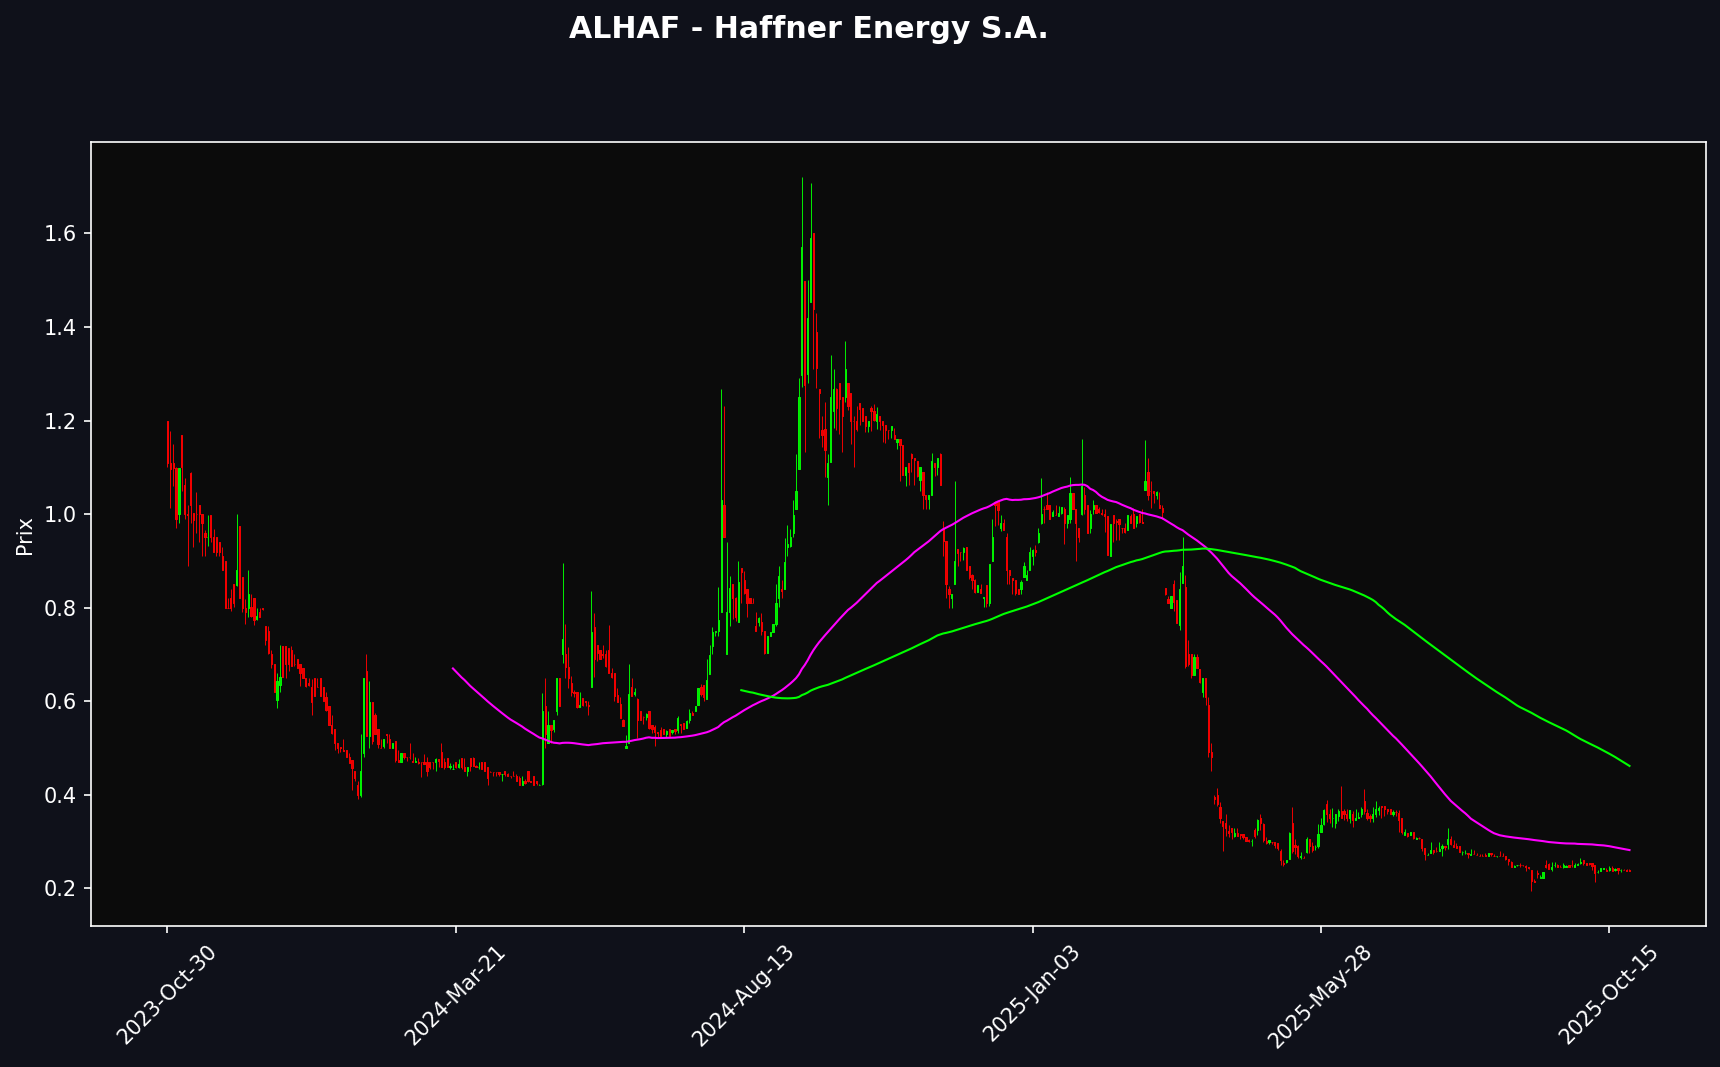 ALHAF - Haffner Energy S.A.
Prix
1.6
1.4
1.2
1.0
0.8
0.6
0.4
0.2
2023-Oct-30
2024-Mar-21
2024-Aug-13
2025-Jan-03
2025-May-28
2025-Oct-15